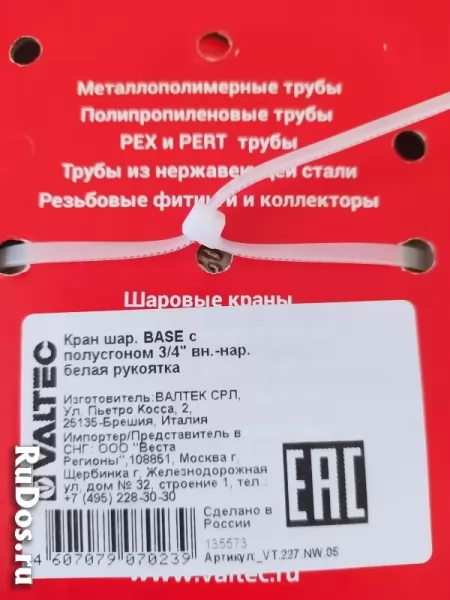 Металлополимерные трубы
Полипропиленовые трубы
PEX и PERT трубы
Трубы из нержавеющей стали
Резьбовые фитинги и коллекторы
Шаровые краны
VALTEC
Кран шар. BASE с
полусгоном 3/4" вн.-нар.
белая рукоятка
Изготовитель:ВАЛТЕК СРЛ,
Ул. Пьетро Косса, 2,
25135-Брешия, Италия
Импортер/Представитель в
СНГ: ООО "Веста
Регионы",108851, Москва г,
Щербинка г, Железнодорожная
ул, дом № 32, строение 1, тел.:
+7 (495) 228-30-30
EAC
Сделано в
России
135573
4 607079 070239
Артикул:_VT.227.NW.05
www.valtec.ru
RuDos.ru